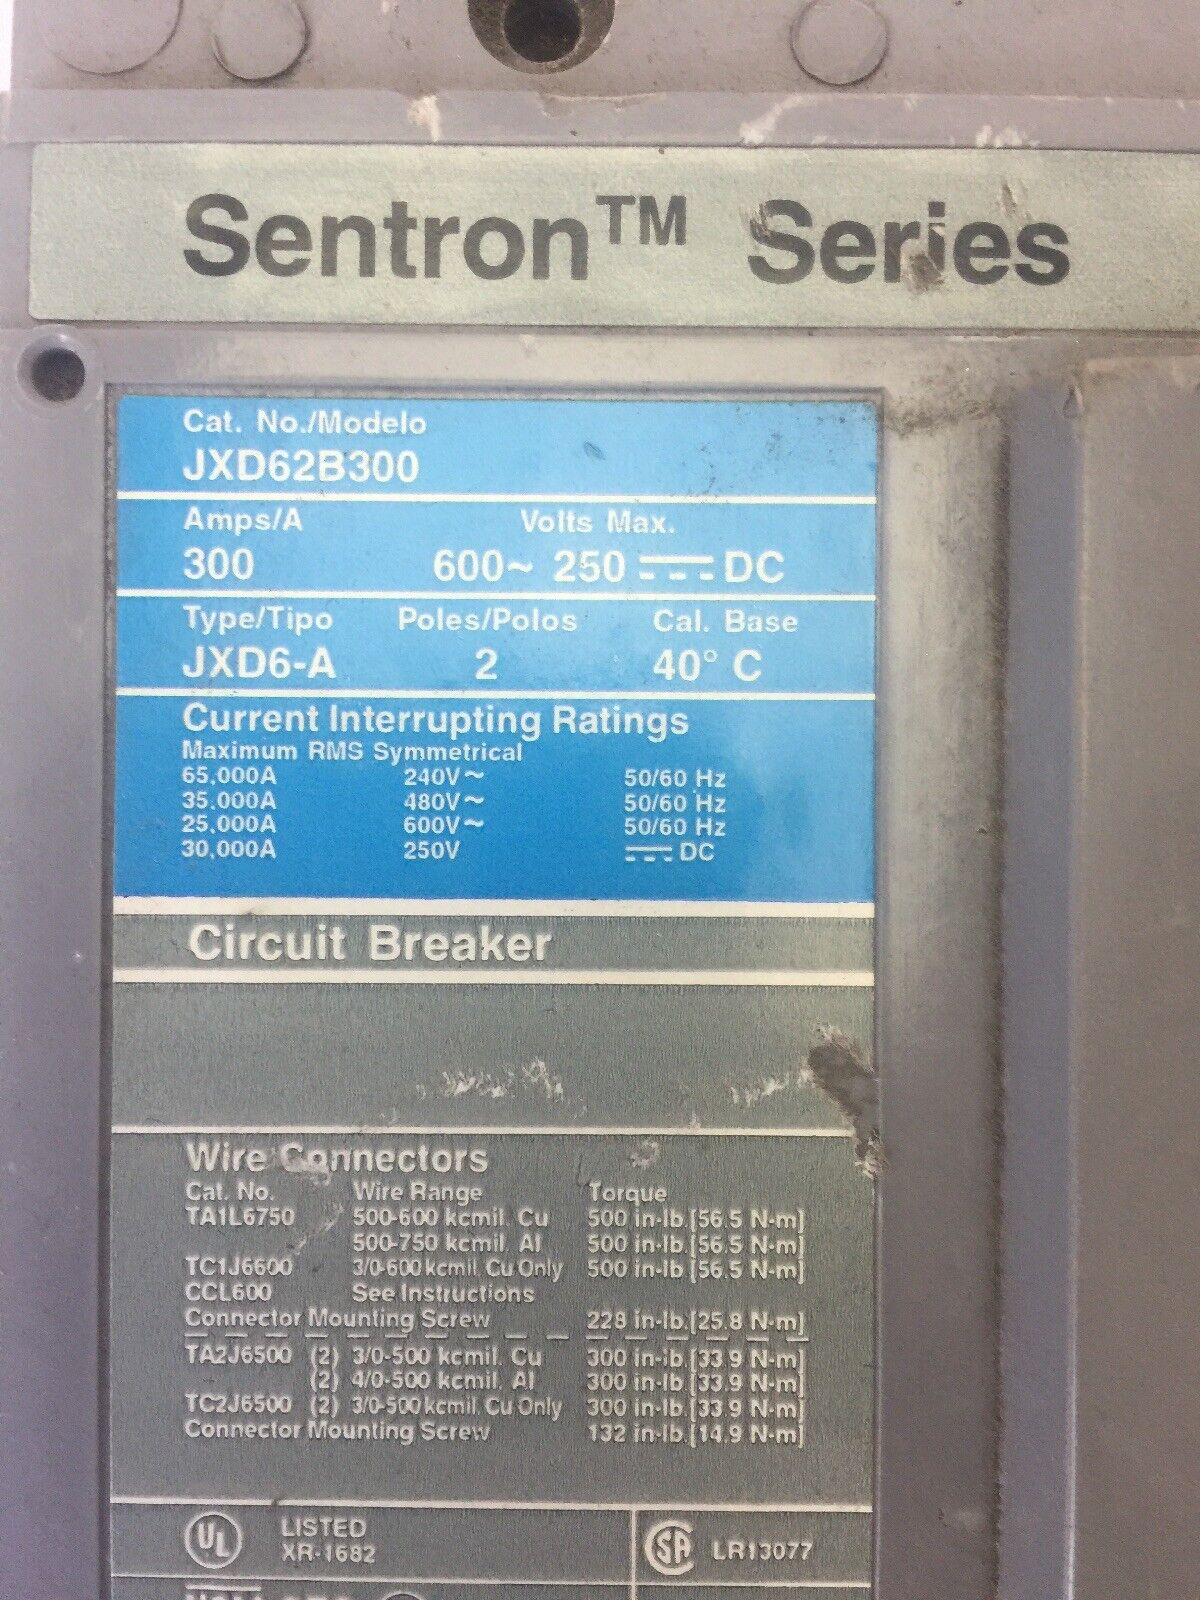 Sentron™ Series
Cat. No./Modelo
JXD62B300
Amps/A Volts Max.
300 600~ 250 ⎓ DC
Type/Tipo Poles/Polos Cal. Base
JXD6-A 2 40° C
Current Interrupting Ratings
Maximum RMS Symmetrical
65,000A 240V~ 50/60 Hz
35,000A 480V~ 50/60 Hz
25,000A 600V~ 50/60 Hz
30,000A 250V ⎓ DC
Circuit Breaker
Wire Connectors
Cat. No. Wire Range Torque
TA1L6750 500-600 kcmil. Cu 500 in-lb.[56.5 N-m]
500-750 kcmil. Al 500 in-lb.[56.5 N-m]
TC1J6600 3/0-600 kcmil. Cu Only 500 in-lb.[56.5 N-m]
CCL600 See Instructions
Connector Mounting Screw 228 in-lb.[25.8 N-m]
TA2J6500 (2) 3/0-500 kcmil. Cu 300 in-lb.[33.9 N-m]
(2) 4/0-500 kcmil. Al 300 in-lb.[33.9 N-m]
TC2J6500 (2) 3/0-500 kcmil. Cu Only 300 in-lb.[33.9 N-m]
Connector Mounting Screw 132 in-lb.[14.9 N-m]
UL LISTED SA LR13077
XR-1682